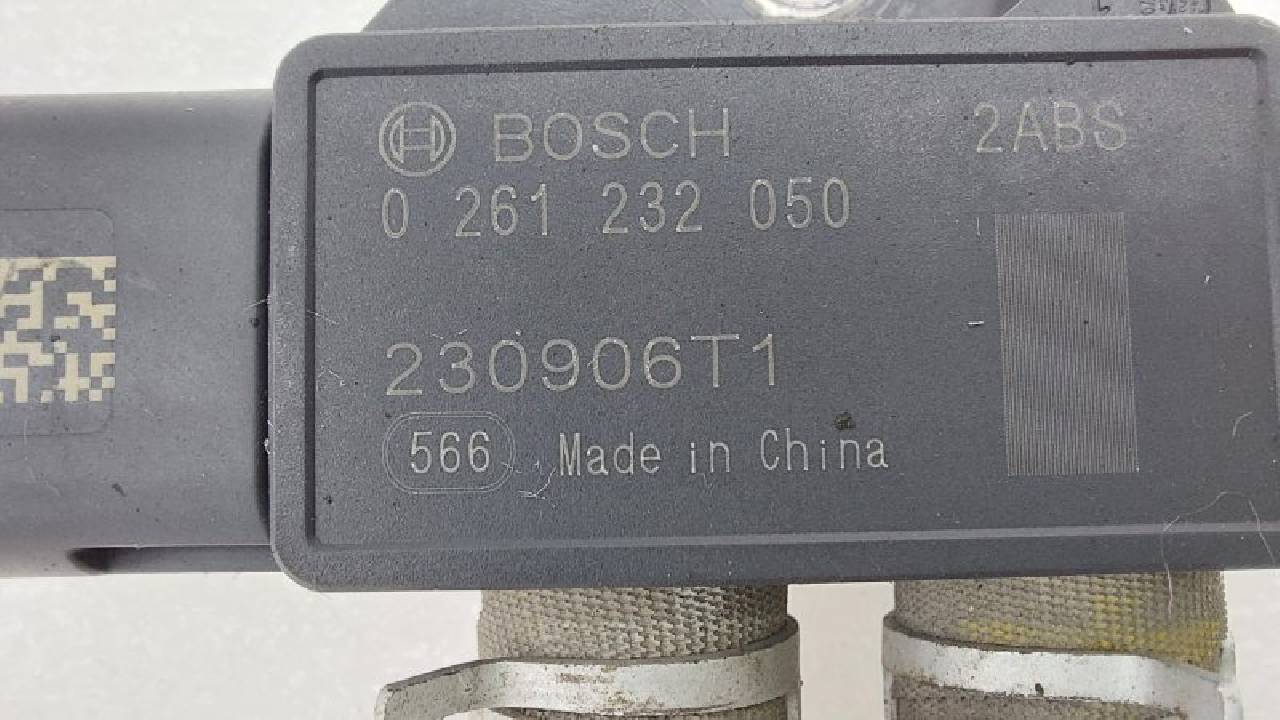 BOSCH 2ABS
0 261 232 050
230906T1
566 Made in China